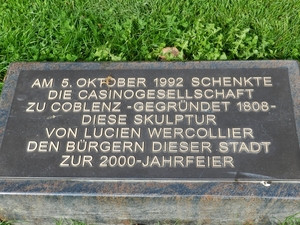 AM 5. OKTOBER 1992 SCHENKTE
DIE CASINOGESELLSCHAFT
ZU COBLENZ -GEGRÜNDET 1808-
DIESE SKULPTUR
VON LUCIEN WERCOLLIER
DEN BÜRGERN DIESER STADT
ZUR 2000-JAHRFEIER